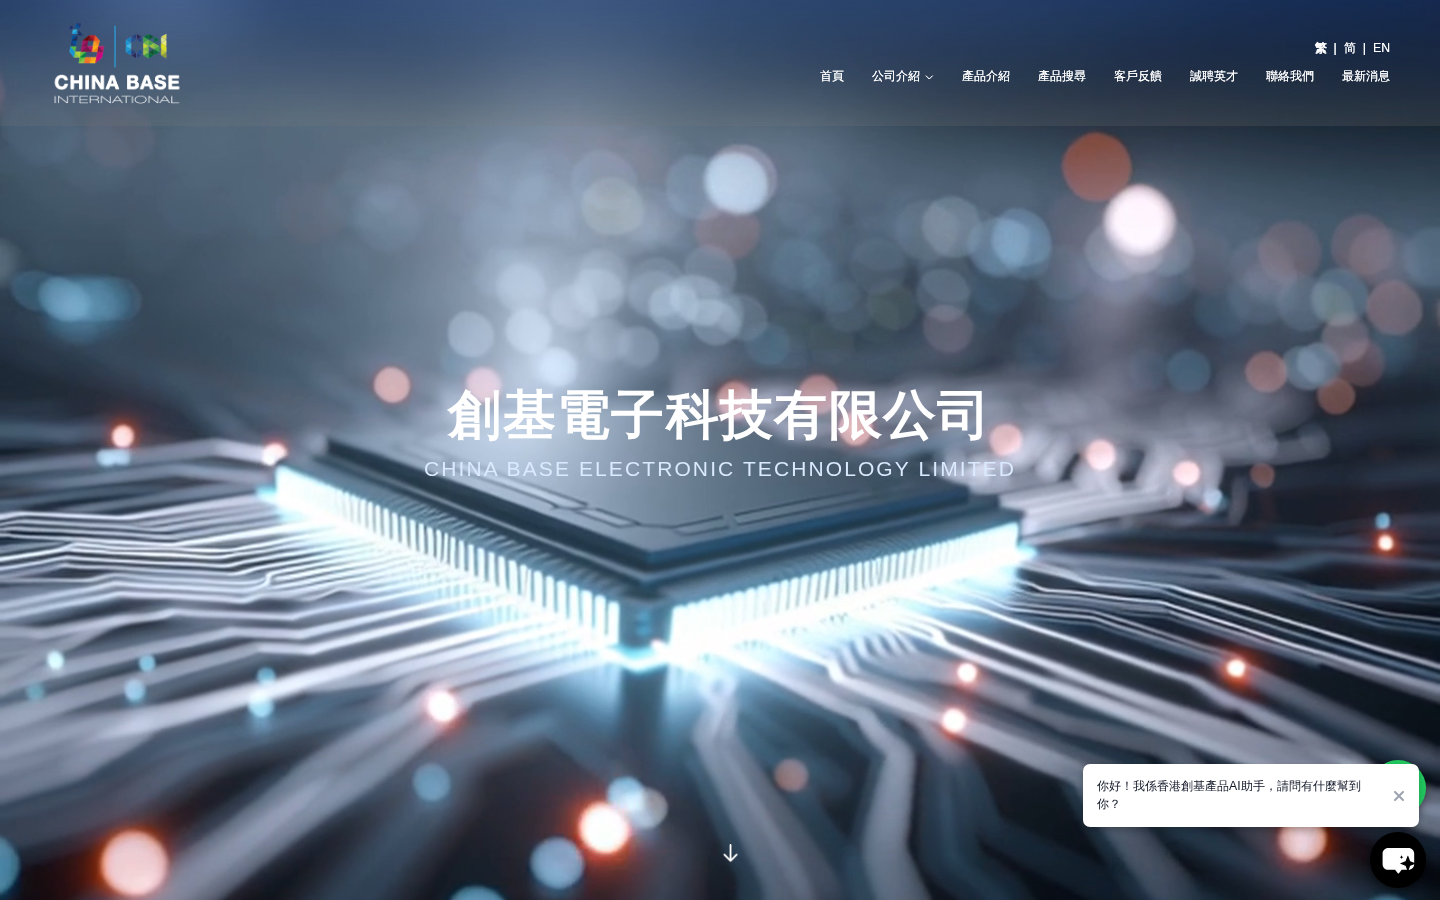 CHINA BASE
INTERNATIONAL
繁 | 简 | EN
首頁 公司介紹 產品介紹 產品搜尋 客戶反饋 誠聘英才 聯絡我們 最新消息
創基電子科技有限公司
CHINA BASE ELECTRONIC TECHNOLOGY LIMITED
你好！我係香港創基產品AI助手，請問有什麼幫到
你？